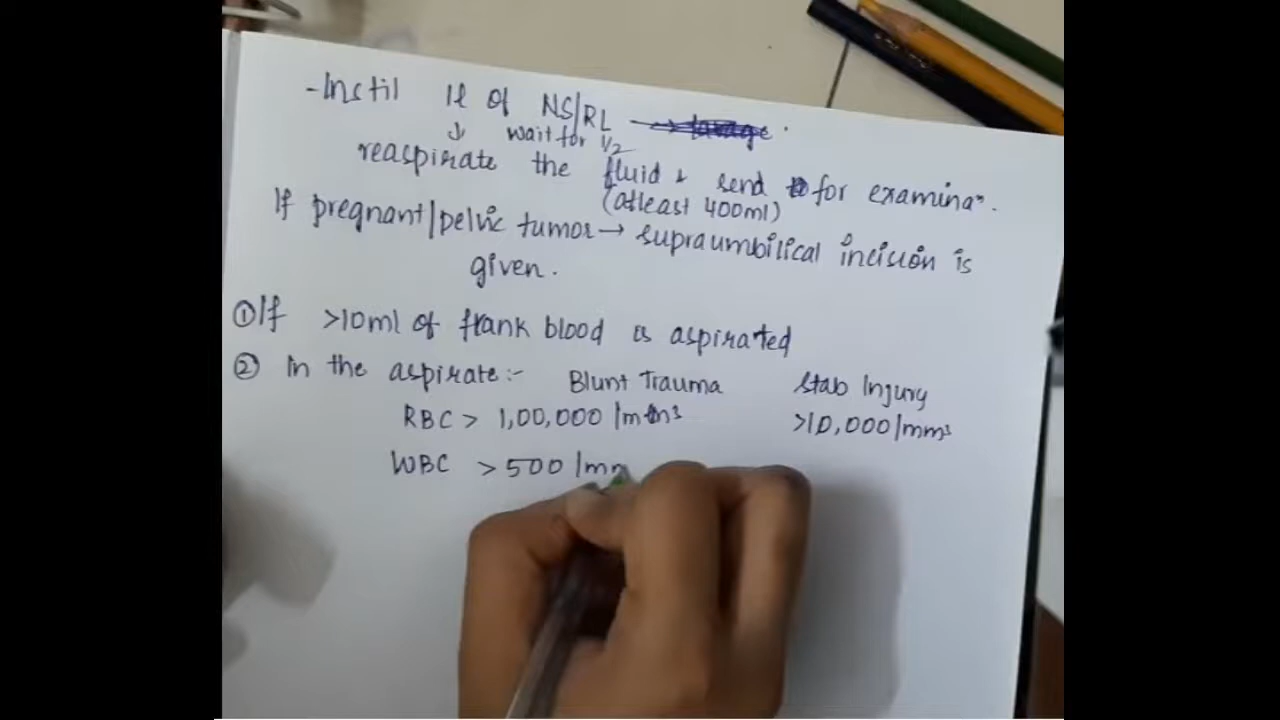 -Instil 1l of NS/RL → lavage.
↓ wait for 1/2
reaspirate the fluid & send for examinaⁿ.
(atleast 400ml)
If pregnant/pelvic tumor → supraumbilical incision is
given.
① If >10ml of frank blood is aspirated
② In the aspirate:- Blunt Trauma Stab Injury
RBC > 1,00,000/mm³ >10,000/mm³
WBC > 500/mm